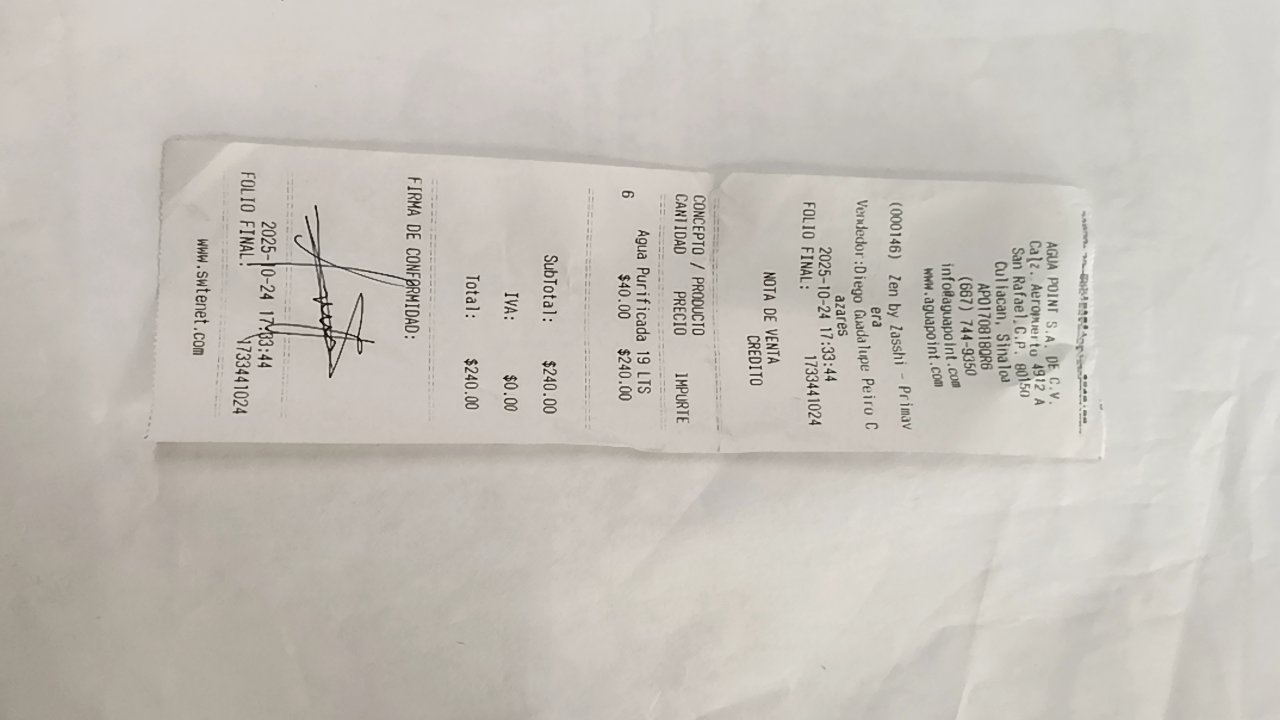 AGUA POINT S.A. DE C.V.
Calz. Aeropuerto 4912 A
San Rafael,C.P. 80150
Culiacan, Sinaloa
APO170818QR6
(667) 744-9350
info@aguapoint.com
www.aguapoint.com
(000146) Zen by Zasshi - Primav
era
Vendedor:Diego Guadalupe Peiro C
azares
2025-10-24 17:33:44
FOLIO FINAL: 1733441024
NOTA DE VENTA
CREDITO
CONCEPTO / PRODUCTO
CANTIDAD PRECIO IMPORTE
Agua Purificada 19 LTS
6 $40.00 $240.00
SubTotal: $240.00
IVA: $0.00
Total: $240.00
FIRMA DE CONFORMIDAD:
2025-10-24 17:33:44
FOLIO FINAL: 1733441024
www.swtenet.com